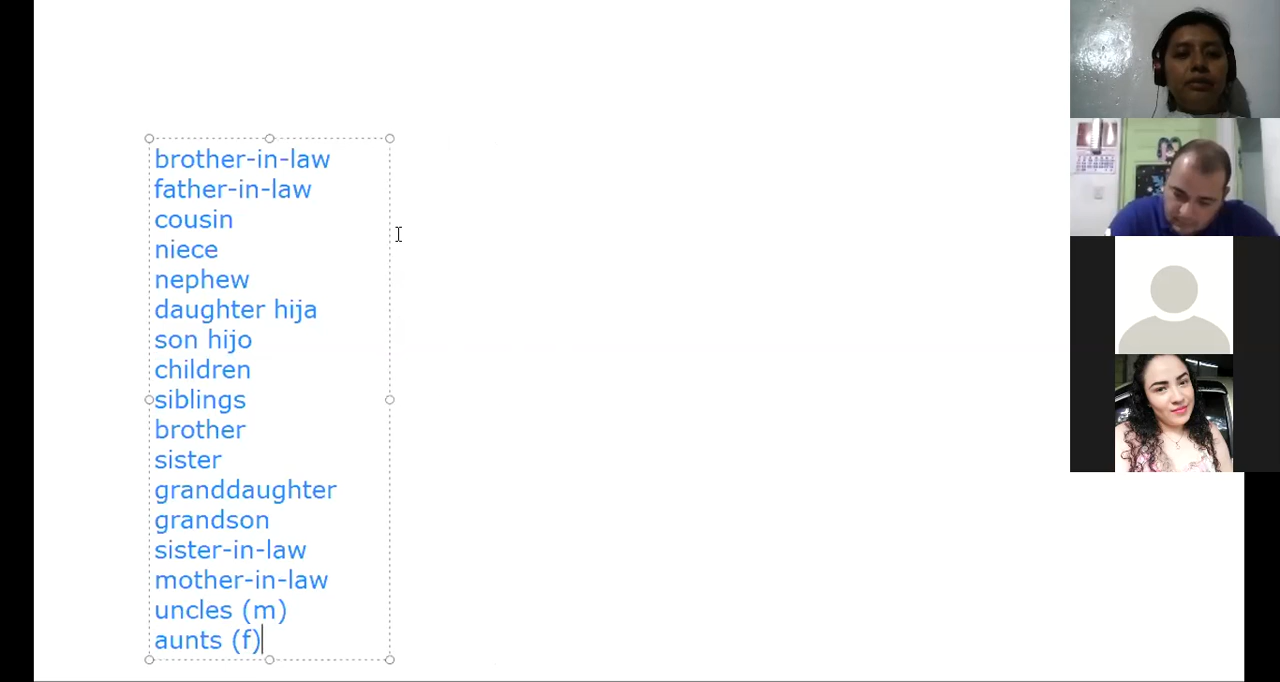 brother-in-law
father-in-law
cousin
niece
nephew
daughter hija
son hijo
children
siblings
brother
sister
granddaughter
grandson
sister-in-law
mother-in-law
uncles (m)
aunts (f)